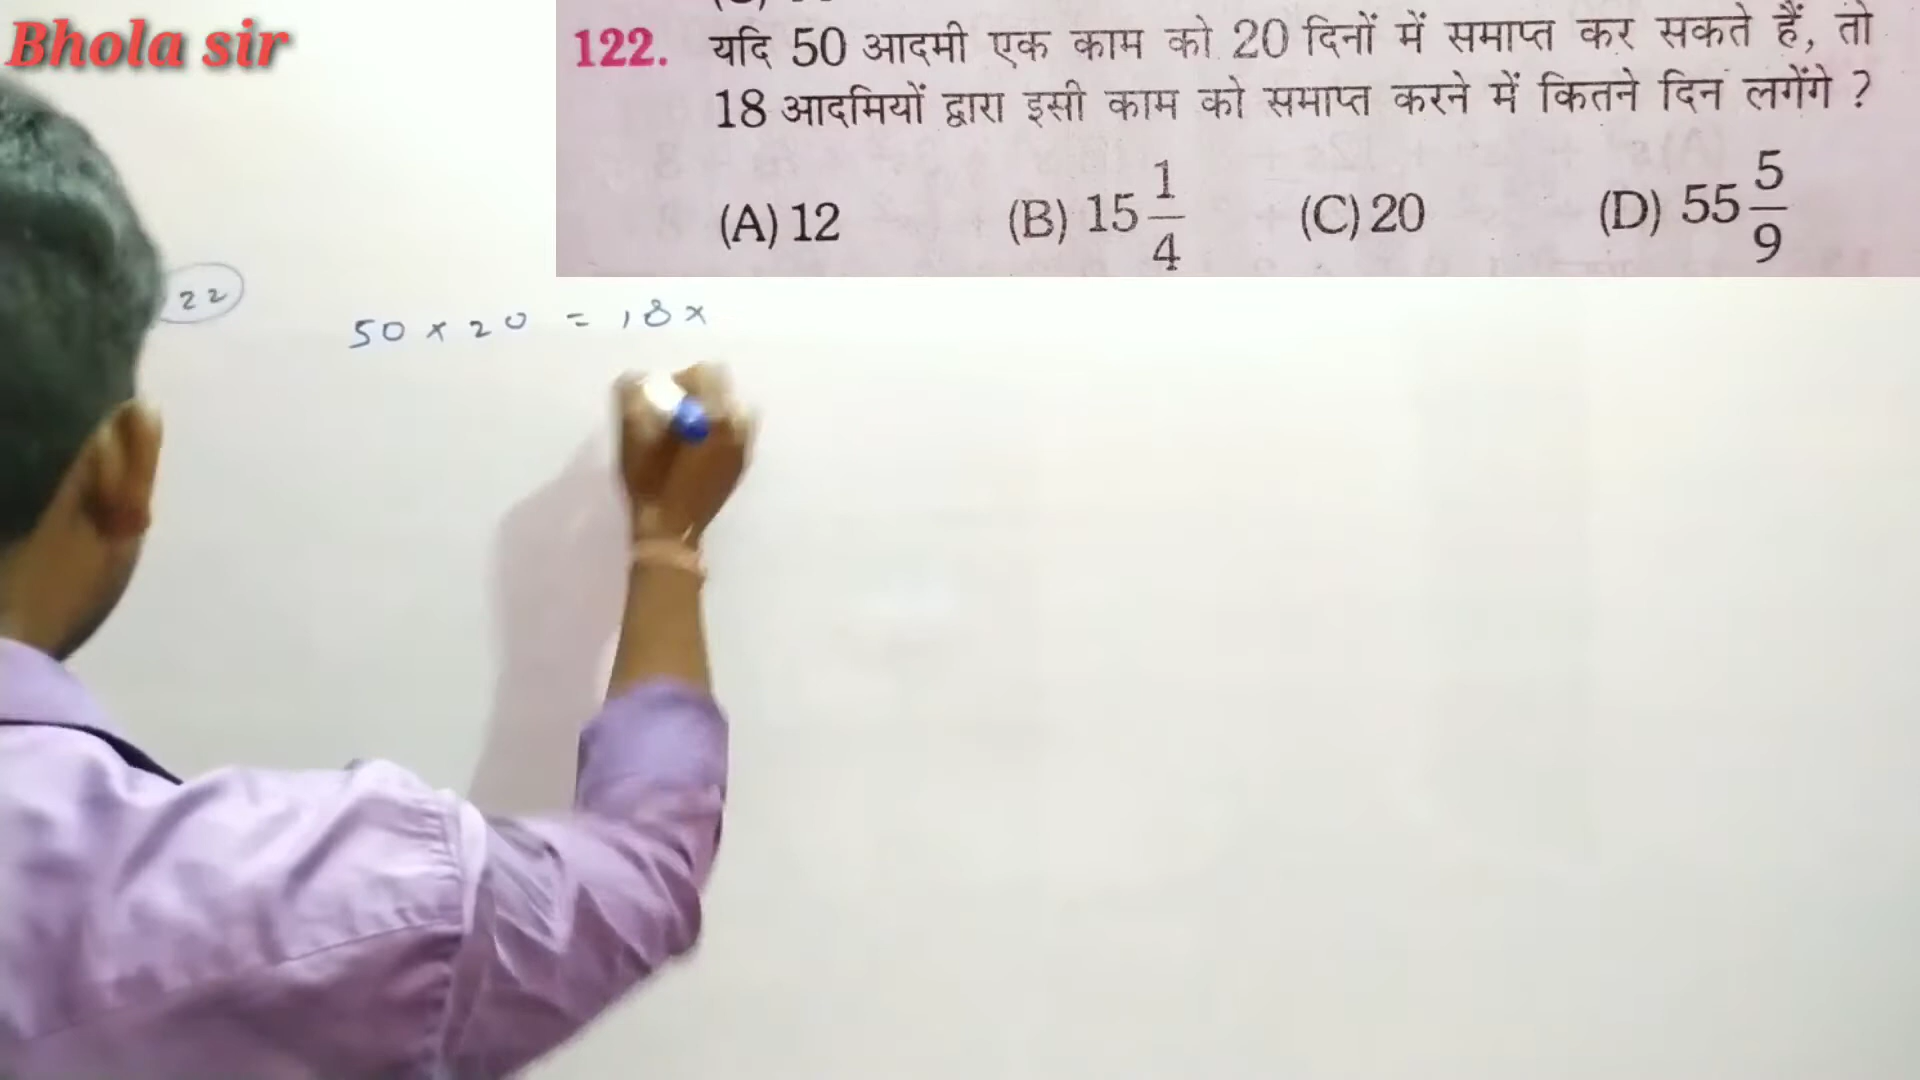 Bhola sir
122. यदि 50 आदमी एक काम को 20 दिनों में समाप्त कर सकते हैं, तो
18 आदमियों द्वारा इसी काम को समाप्त करने में कितने दिन लगेंगे ?
(A) 12 (B) 15 1/4 (C) 20 (D) 55 5/9
22
50 × 20 = 18 x